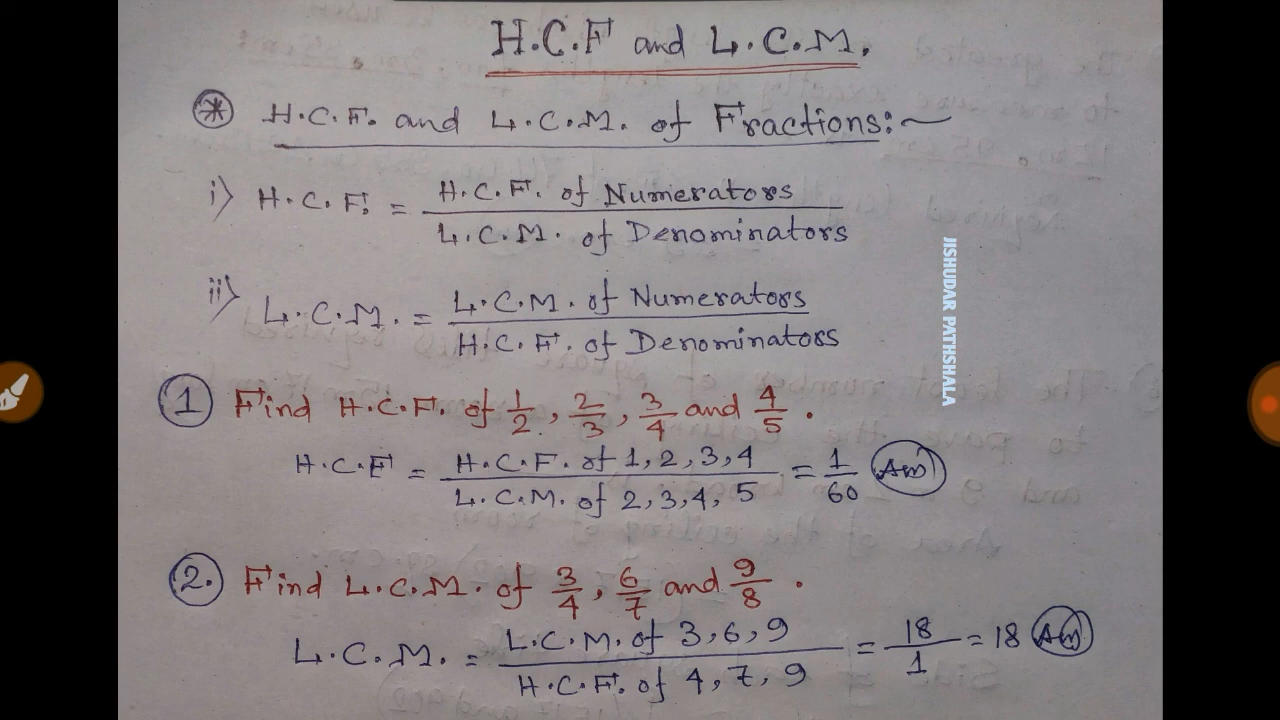 H.C.F and L.C.M.
* H.C.F. and L.C.M. of Fractions:~
i) H.C.F. = H.C.F. of Numerators / L.C.M. of Denominators
ii) L.C.M. = L.C.M. of Numerators / H.C.F. of Denominators
JISHUDAR PATHSHALA
1 Find H.C.F. of 1/2, 2/3, 3/4 and 4/5.
H.C.F = H.C.F. of 1,2,3,4 / L.C.M. of 2,3,4,5 = 1/60 Ans
2. Find L.C.M. of 3/4, 6/7 and 9/8.
L.C.M. = L.C.M. of 3,6,9 / H.C.F. of 4,7,9 = 18/1 = 18 Ans